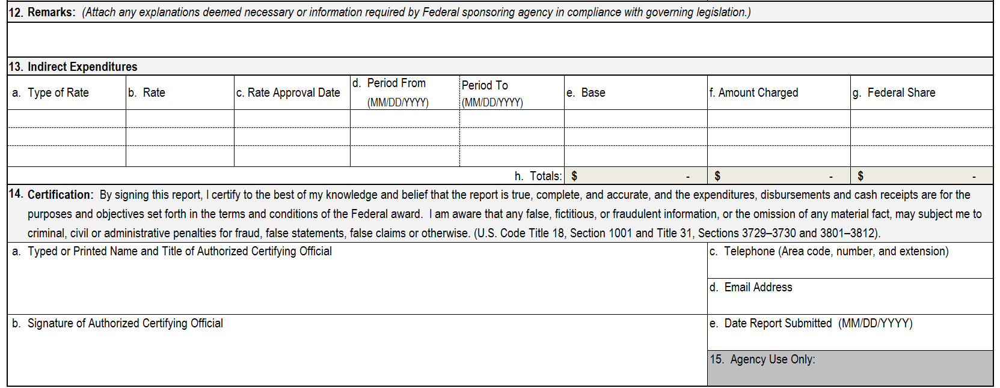 12. Remarks: (Attach any explanations deemed necessary or information required by Federal sponsoring agency in compliance with governing legislation.)
13. Indirect Expenditures
a. Type of Rate
b. Rate
c. Rate Approval Date
d. Period From
(MM/DD/YYYY)
Period To
(MM/DD/YYYY)
e. Base
f. Amount Charged
g. Federal Share
h. Totals: $ - $ - $ -
14. Certification: By signing this report, I certify to the best of my knowledge and belief that the report is true, complete, and accurate, and the expenditures, disbursements and cash receipts are for the
purposes and objectives set forth in the terms and conditions of the Federal award. I am aware that any false, fictitious, or fraudulent information, or the omission of any material fact, may subject me to
criminal, civil or administrative penalties for fraud, false statements, false claims or otherwise. (U.S. Code Title 18, Section 1001 and Title 31, Sections 3729–3730 and 3801–3812).
a. Typed or Printed Name and Title of Authorized Certifying Official
c. Telephone (Area code, number, and extension)
d. Email Address
b. Signature of Authorized Certifying Official
e. Date Report Submitted (MM/DD/YYYY)
15. Agency Use Only: